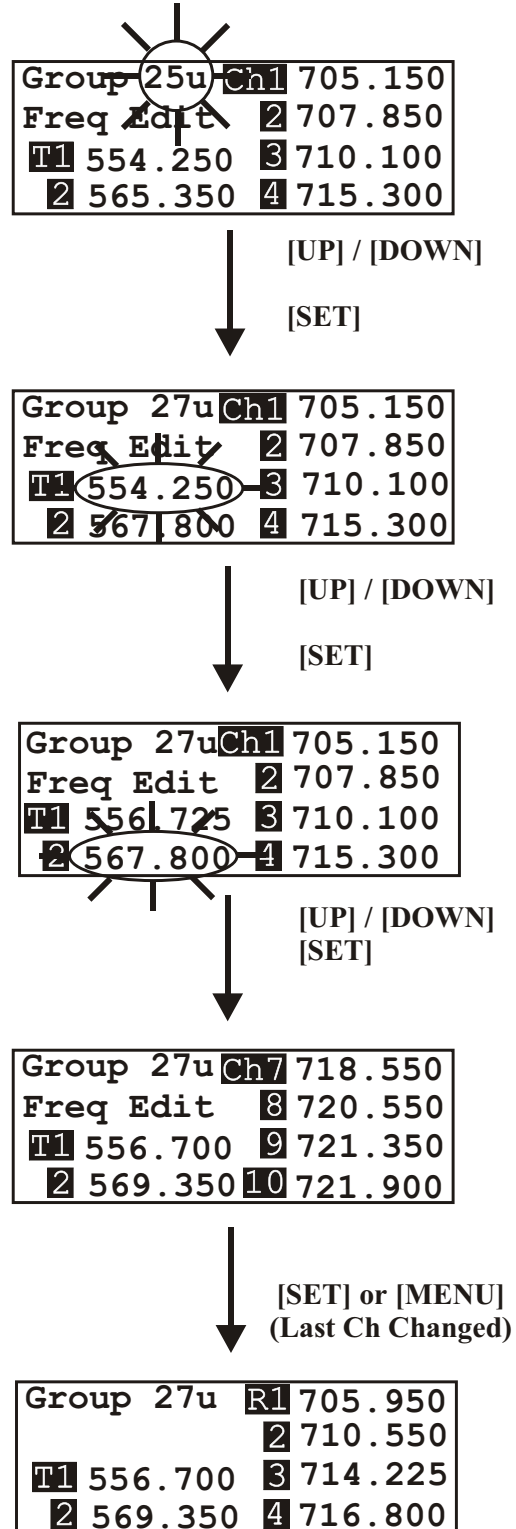 Group 25u Ch1 705.150
Freq Edit 2 707.850
T1 554.250 3 710.100
2 565.350 4 715.300
[UP] / [DOWN]
[SET]
Group 27u Ch1 705.150
Freq Edit 2 707.850
T1 554.250 3 710.100
2 567.800 4 715.300
[UP] / [DOWN]
[SET]
Group 27u Ch1 705.150
Freq Edit 2 707.850
T1 556.725 3 710.100
2 567.800 4 715.300
[UP] / [DOWN]
[SET]
Group 27u Ch7 718.550
Freq Edit 8 720.550
T1 556.700 9 721.350
2 569.350 10 721.900
[SET] or [MENU]
(Last Ch Changed)
Group 27u R1 705.950
2 710.550
T1 556.700 3 714.225
2 569.350 4 716.800